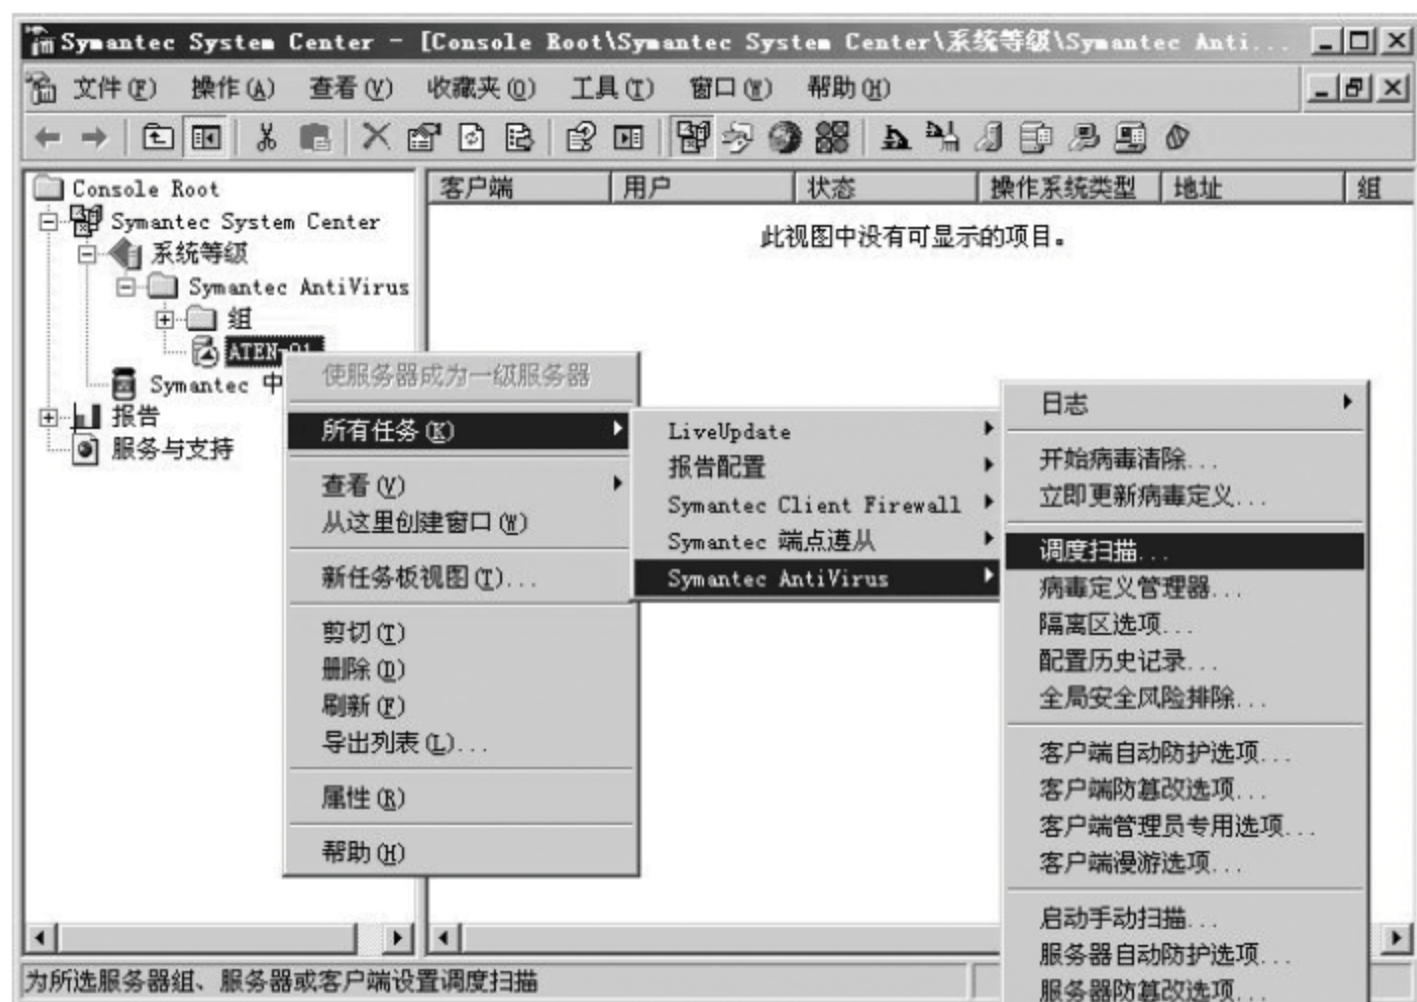 Symantec System Center - [Console Root\Symantec System Center\系统等级\Symantec Anti...
文件(F) 操作(A) 查看(V) 收藏夹(O) 工具(T) 窗口(W) 帮助(H)
Console Root
Symantec System Center
系统等级
Symantec AntiVirus
组
ATEN-01
Symantec 中
报告
服务与支持
客户端 用户 状态 操作系统类型 地址 组
此视图中没有可显示的项目。
使服务器成为一级服务器
所有任务(K)
查看(V)
从这里创建窗口(W)
新任务板视图(T)...
剪切(T)
删除(D)
刷新(F)
导出列表(L)...
属性(R)
帮助(H)
LiveUpdate
报告配置
Symantec Client Firewall
Symantec 端点遵从
Symantec AntiVirus
日志
开始病毒清除...
立即更新病毒定义...
调度扫描...
病毒定义管理器...
隔离区选项...
配置历史记录...
全局安全风险排除...
客户端自动防护选项...
客户端防篡改选项...
客户端管理员专用选项...
客户端漫游选项...
启动手动扫描...
服务器自动防护选项...
服务器防篡改选项...
为所选服务器组、服务器或客户端设置调度扫描